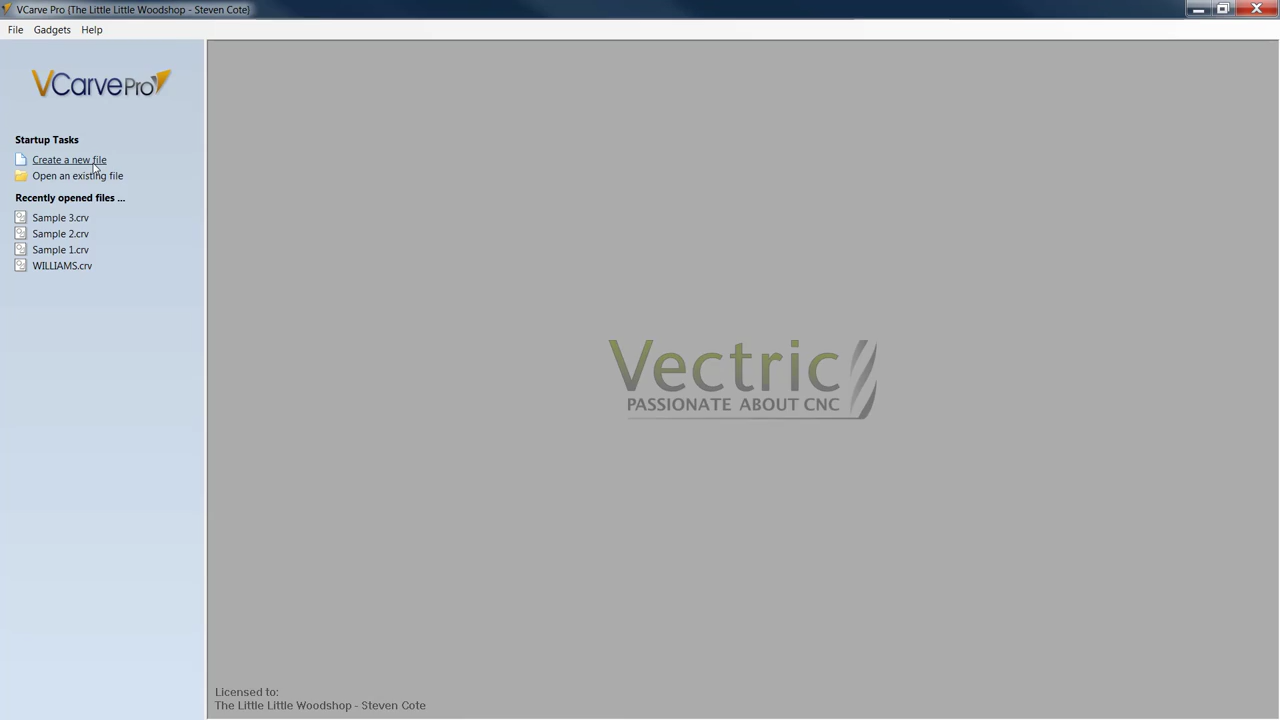 VCarve Pro {The Little Little Woodshop - Steven Cote}
File Gadgets Help
VCarve Pro
Startup Tasks
Create a new file
Open an existing file
Recently opened files ...
Sample 3.crv
Sample 2.crv
Sample 1.crv
WILLIAMS.crv
Vectric
PASSIONATE ABOUT CNC
Licensed to:
The Little Little Woodshop - Steven Cote